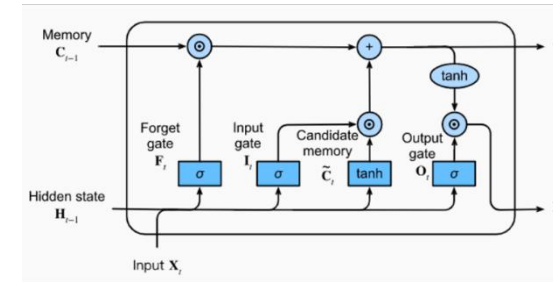 Memory
C_{t-1}
⊙
+
tanh
Forget gate
F_t
Input gate
I_t
Candidate memory
C̃_t
⊙
Output gate
O_t
⊙
σ
σ
tanh
σ
Hidden state
H_{t-1}
Input X_t